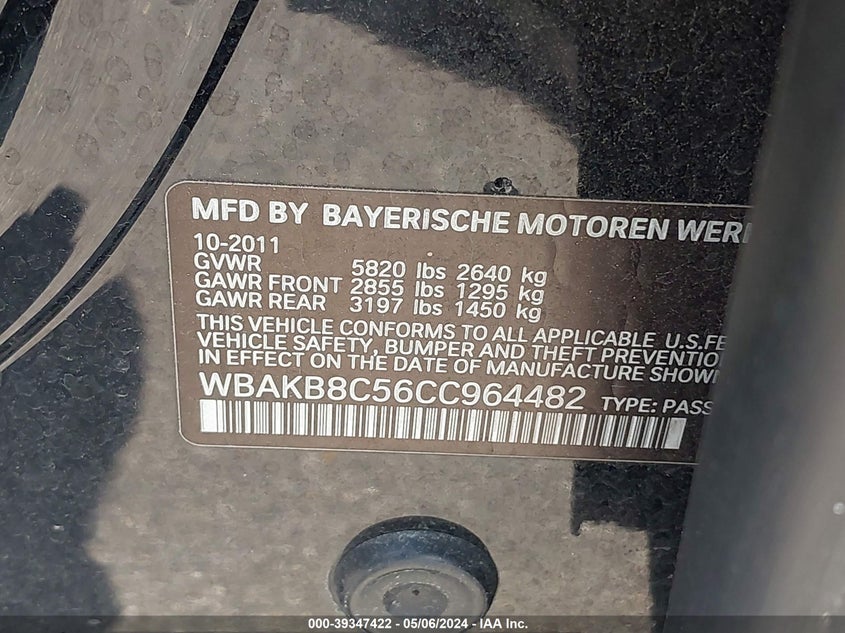 MFD BY BAYERISCHE MOTOREN
10-2011
GVWR 5820 lbs 2640 kg
GAWR FRONT 2855 lbs 1295 kg
GAWR REAR 3197 lbs 1450 kg
THIS VEHICLE CONFORMS TO ALL APPLICABLE U.S.
VEHICLE SAFETY, BUMPER AND THEFT PREVENTIO
IN EFFECT ON THE DATE OF MANUFACTURE SHOW
WBAKB8C56CC964482 TYPE: PASS
000-39347422 - 05/06/2024 - IAA Inc.